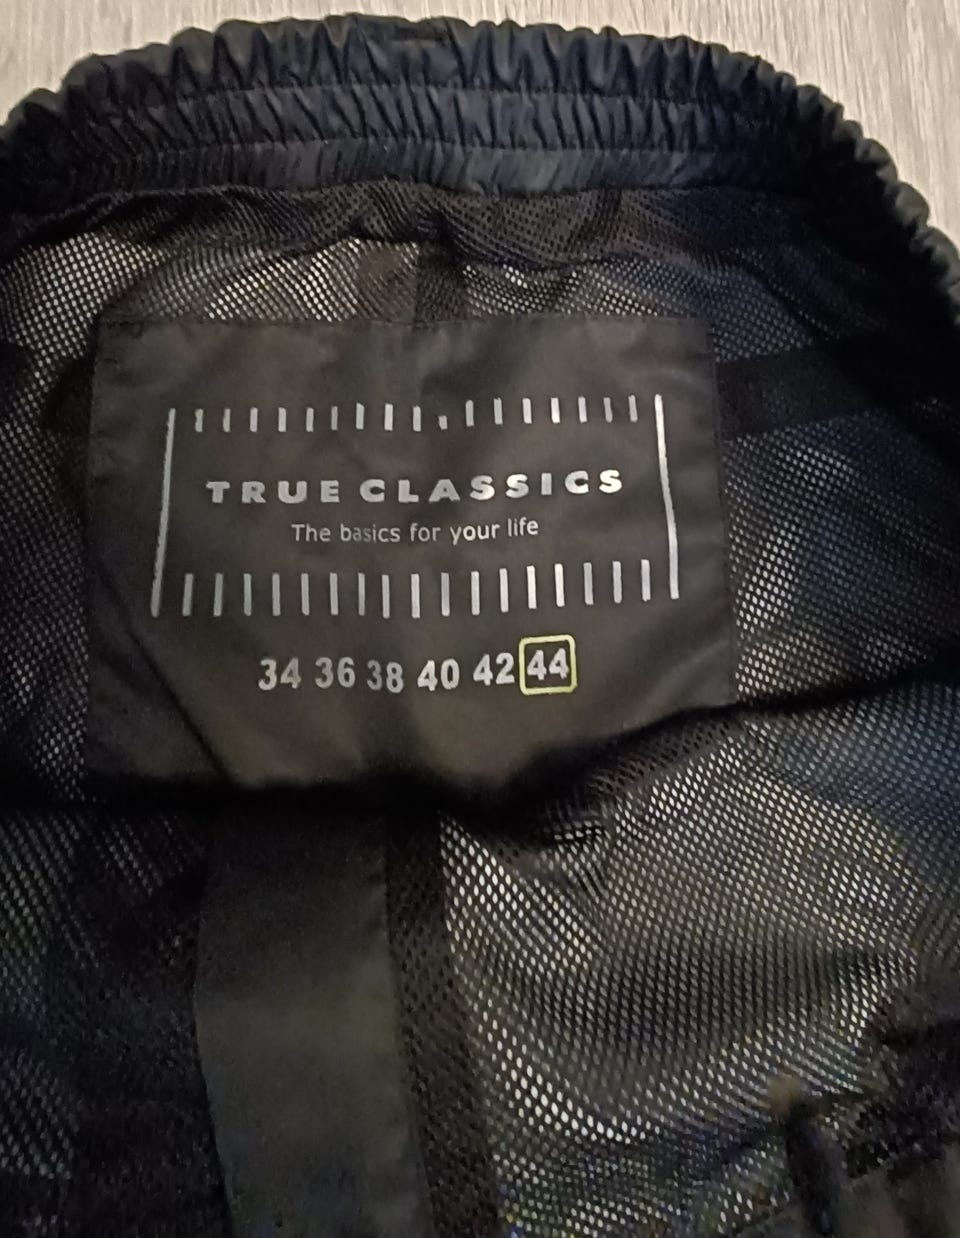 TRUE CLASSICS
The basics for your life
34 36 38 40 42 44